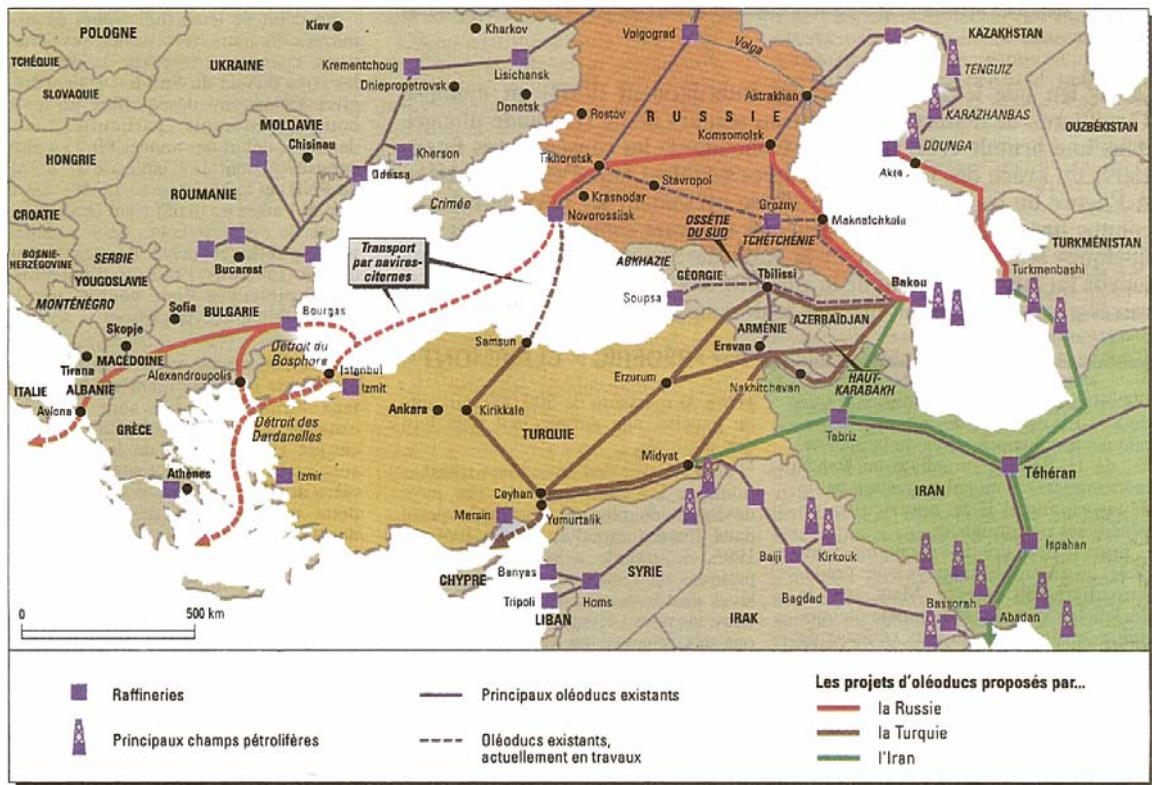 POLOGNE
Kiev
Kharkov
Volgograd
Volga
KAZAKHSTAN
TCHÉQUIE
UKRAINE
Krementchoug
Lisichansk
TENGUIZ
SLOVAQUIE
Dniepropetrovsk
Donetsk
Astrakhan
KARAZHANBAS
Rostov
RUSSIE
OUZBÉKISTAN
MOLDAVIE
Chisinau
Komsomolsk
HONGRIE
Kherson
DOUNGA
Tikhoretsk
Odessa
Stavropol
ROUMANIE
Crimée
Krasnodar
Grozny
CROATIE
Novorossiisk
Makhatchkala
OSSÉTIE
DU SUD
TCHÉTCHÉNIE
BOSNIE-
HERZÉGOVINE
SERBIE
Bucarest
Transport
par navires-
citernes
ABKHAZIE
TURKMÉNISTAN
YOUGOSLAVIE
GÉORGIE
Tbilissi
Turkmenbashi
MONTÉNÉGRO
Sofia
BULGARIE
Soupsa
Bakou
Bourgas
ARMÉNIE
AZERBAÏDJAN
Skopje
Samsun
Erevan
MACÉDOINE
Détroit du
Bosphore
Tirana
Istanbul
Erzurum
Nakhitchevan
HAUT-
KARABAKH
ITALIE
ALBANIE
Alexandroupolis
Izmit
Avlona
Ankara
Kirikkale
Tabriz
GRÈCE
Détroit des
Dardanelles
TURQUIE
Midyat
Téhéran
Athènes
Izmir
Ceyhan
IRAN
Mersin
Yumurtalik
Ispahan
Baiji
Kirkouk
CHYPRE
Banyas
SYRIE
0
500 km
Tripoli
Homs
Bagdad
Bassorah
Abadan
LIBAN
IRAK
Raffineries
Principaux champs pétrolifères
Principaux oléoducs existants
Oléoducs existants,
actuellement en travaux
Les projets d'oléoducs proposés par...
la Russie
la Turquie
l'Iran